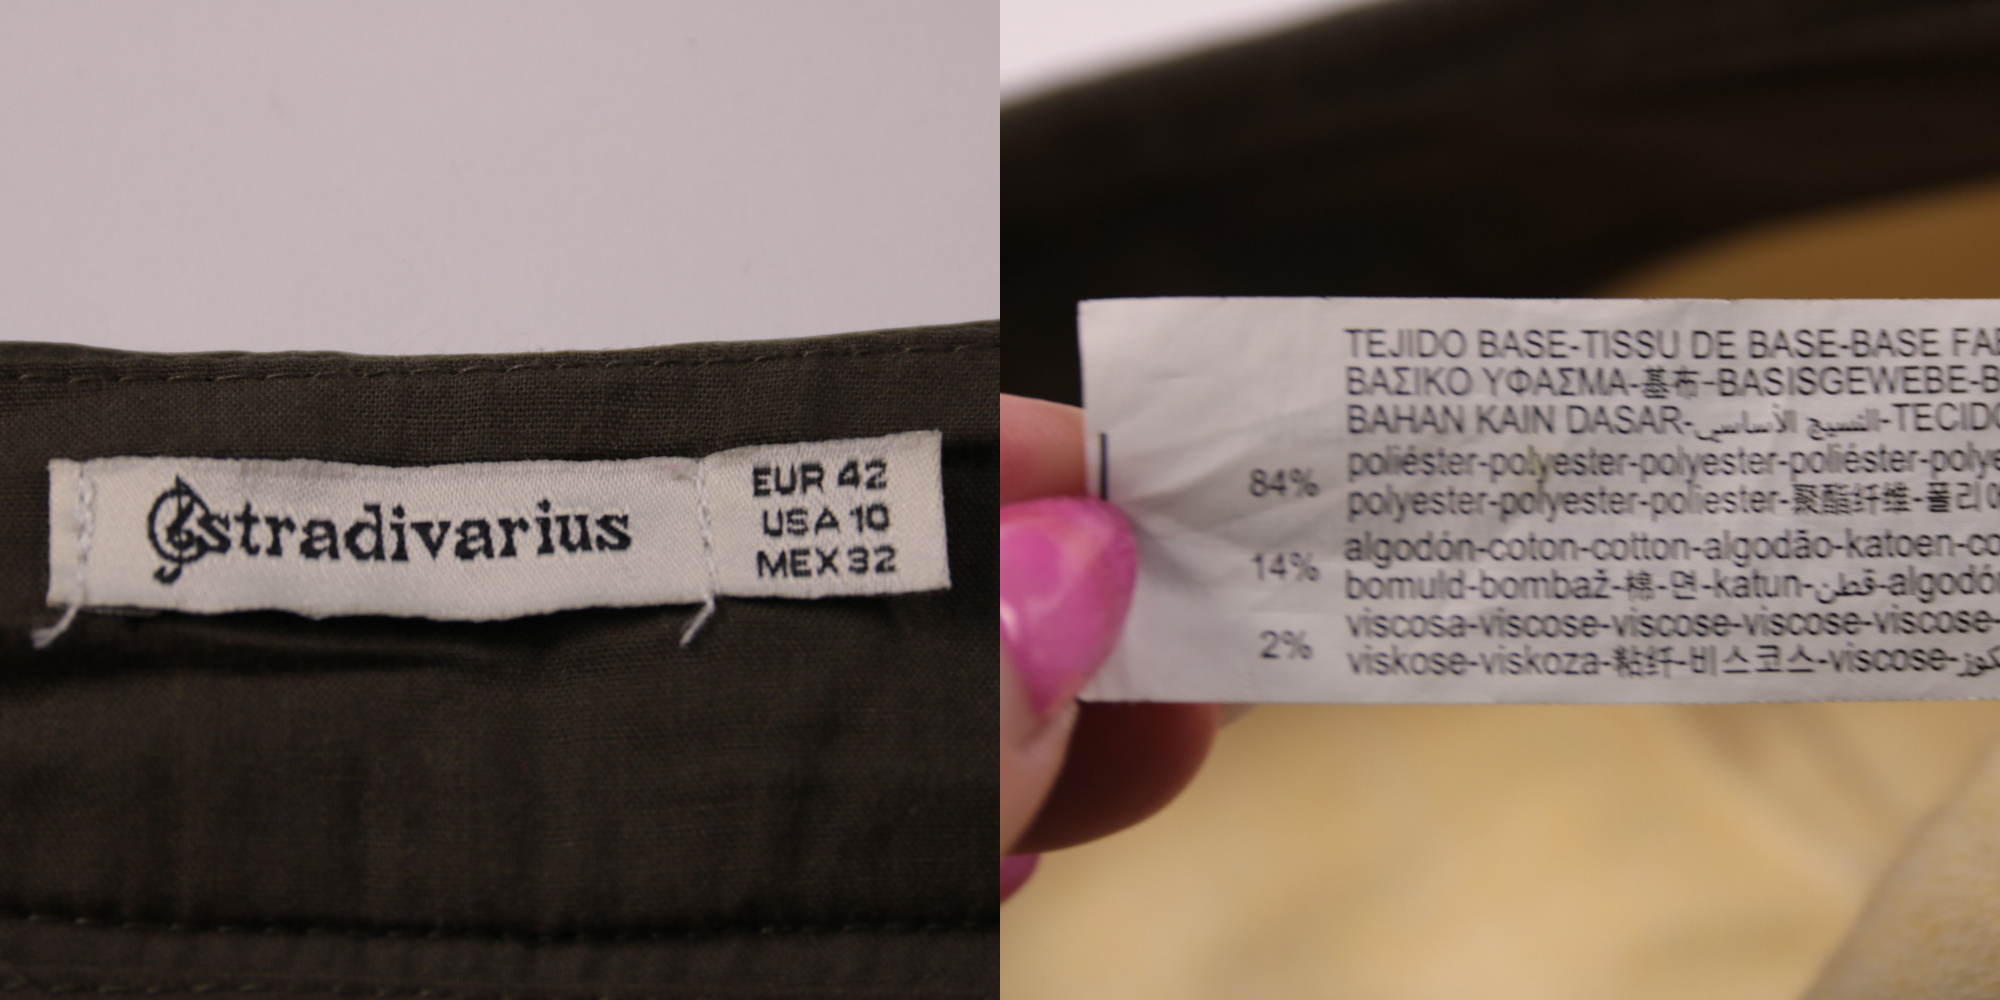 stradivarius
EUR 42
USA 10
MEX 32
TEJIDO BASE-TISSU DE BASE-BASE FA
ΒΑΣΙΚΟ ΥΦΑΣΜΑ-基布-BASISGEWEBE-B
BAHAN KAIN DASAR-النسيج الأساسي-TECIDO
84% poliéster-polyester-polyester-poliéster-polye
polyester-polyester-poliester-聚酯纤维-폴리에
14% algodón-coton-cotton-algodão-katoen-co
bomuld-bombaž-棉-면-katun-قطن-algodón
2% viscosa-viscose-viscose-viscose-viscose-
viskose-viskoza-粘纤-비스코스-viscose-